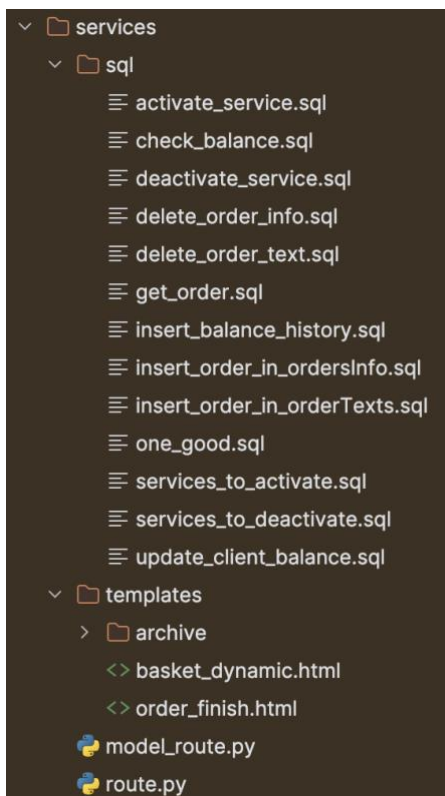 services
sql
activate_service.sql
check_balance.sql
deactivate_service.sql
delete_order_info.sql
delete_order_text.sql
get_order.sql
insert_balance_history.sql
insert_order_in_ordersInfo.sql
insert_order_in_orderTexts.sql
one_good.sql
services_to_activate.sql
services_to_deactivate.sql
update_client_balance.sql
templates
archive
<> basket_dynamic.html
<> order_finish.html
model_route.py
route.py